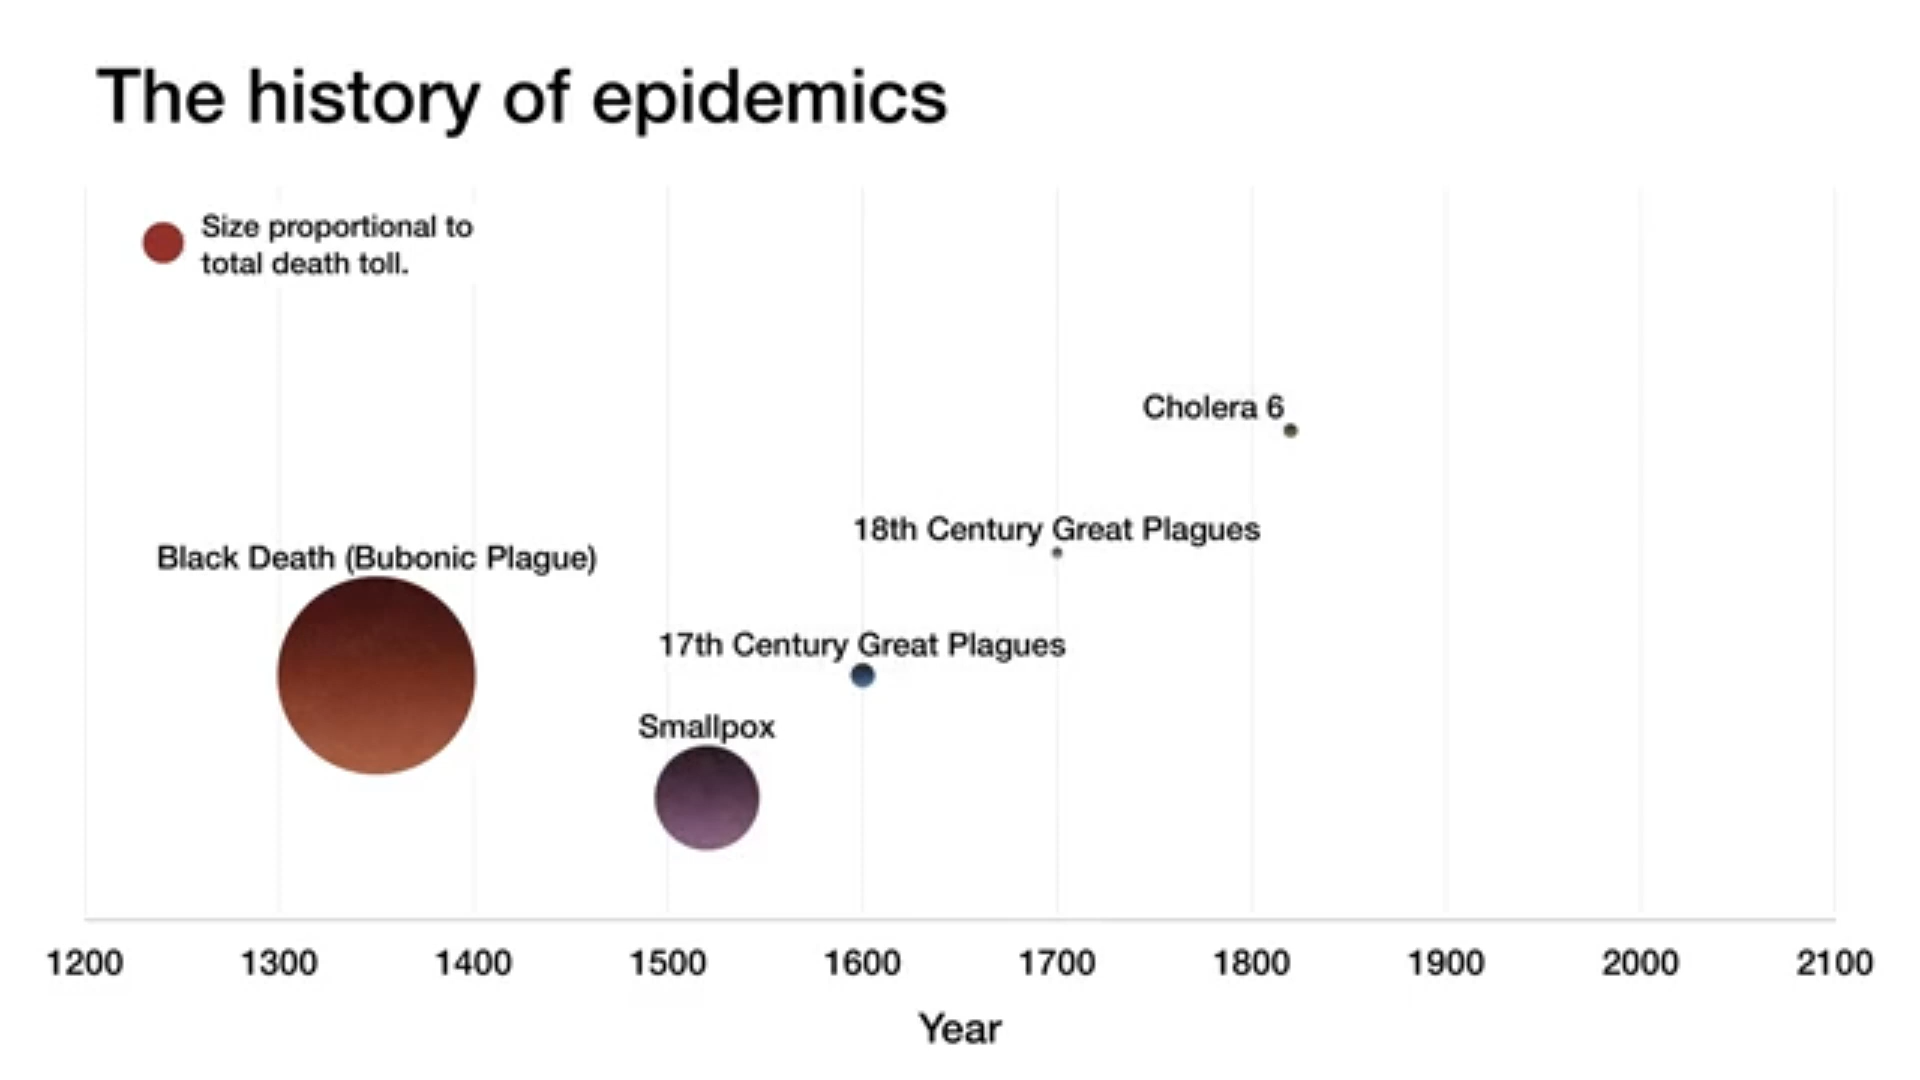 The history of epidemics
Size proportional to
total death toll.
Cholera 6
18th Century Great Plagues
Black Death (Bubonic Plague)
17th Century Great Plagues
Smallpox
1200 1300 1400 1500 1600 1700 1800 1900 2000 2100
Year